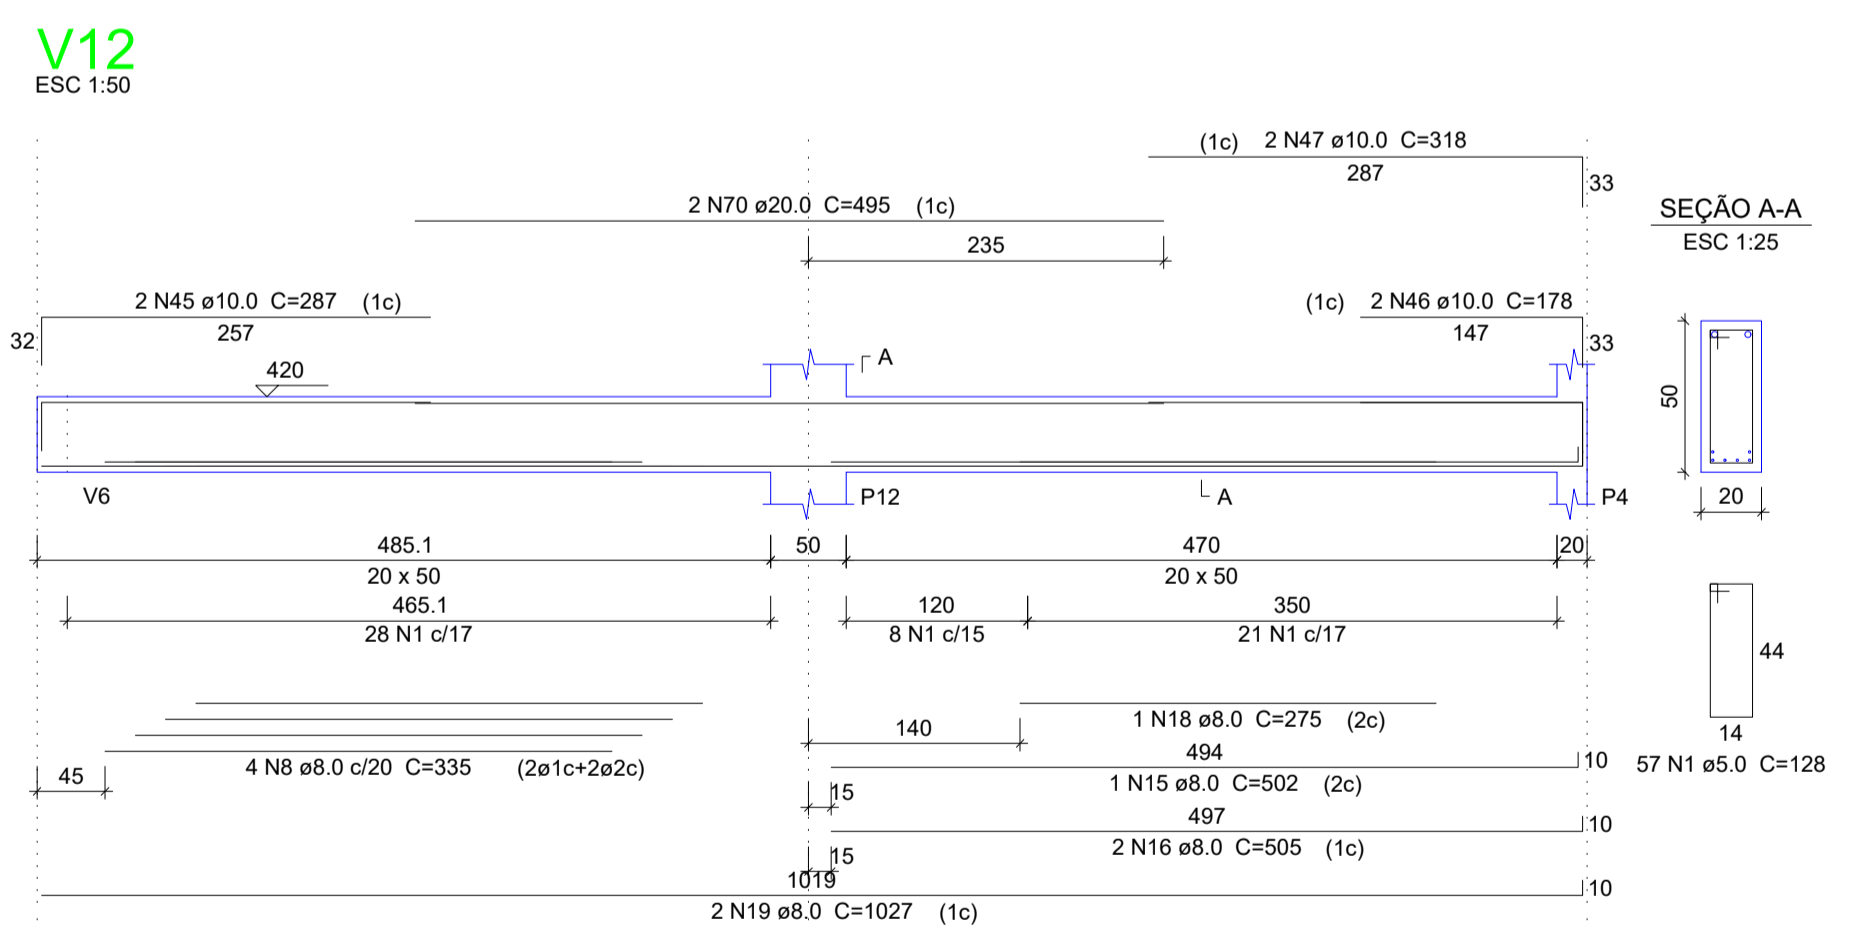 V12
ESC 1:50
(1c) 2 N47 ø10.0 C=318
287
33
2 N70 ø20.0 C=495 (1c)
235
SEÇÃO A-A
ESC 1:25
2 N45 ø10.0 C=287 (1c)
257
32
(1c) 2 N46 ø10.0 C=178
147
33
420
A
50
20
V6
P12
A
P4
485.1
50
470
20
20 x 50
20 x 50
465.1
120
350
28 N1 c/17
8 N1 c/15
21 N1 c/17
44
14
57 N1 ø5.0 C=128
1 N18 ø8.0 C=275 (2c)
140
494
10
4 N8 ø8.0 c/20 C=335 (2ø1c+2ø2c)
45
1 N15 ø8.0 C=502 (2c)
15
497
10
2 N16 ø8.0 C=505 (1c)
15
1019
10
2 N19 ø8.0 C=1027 (1c)